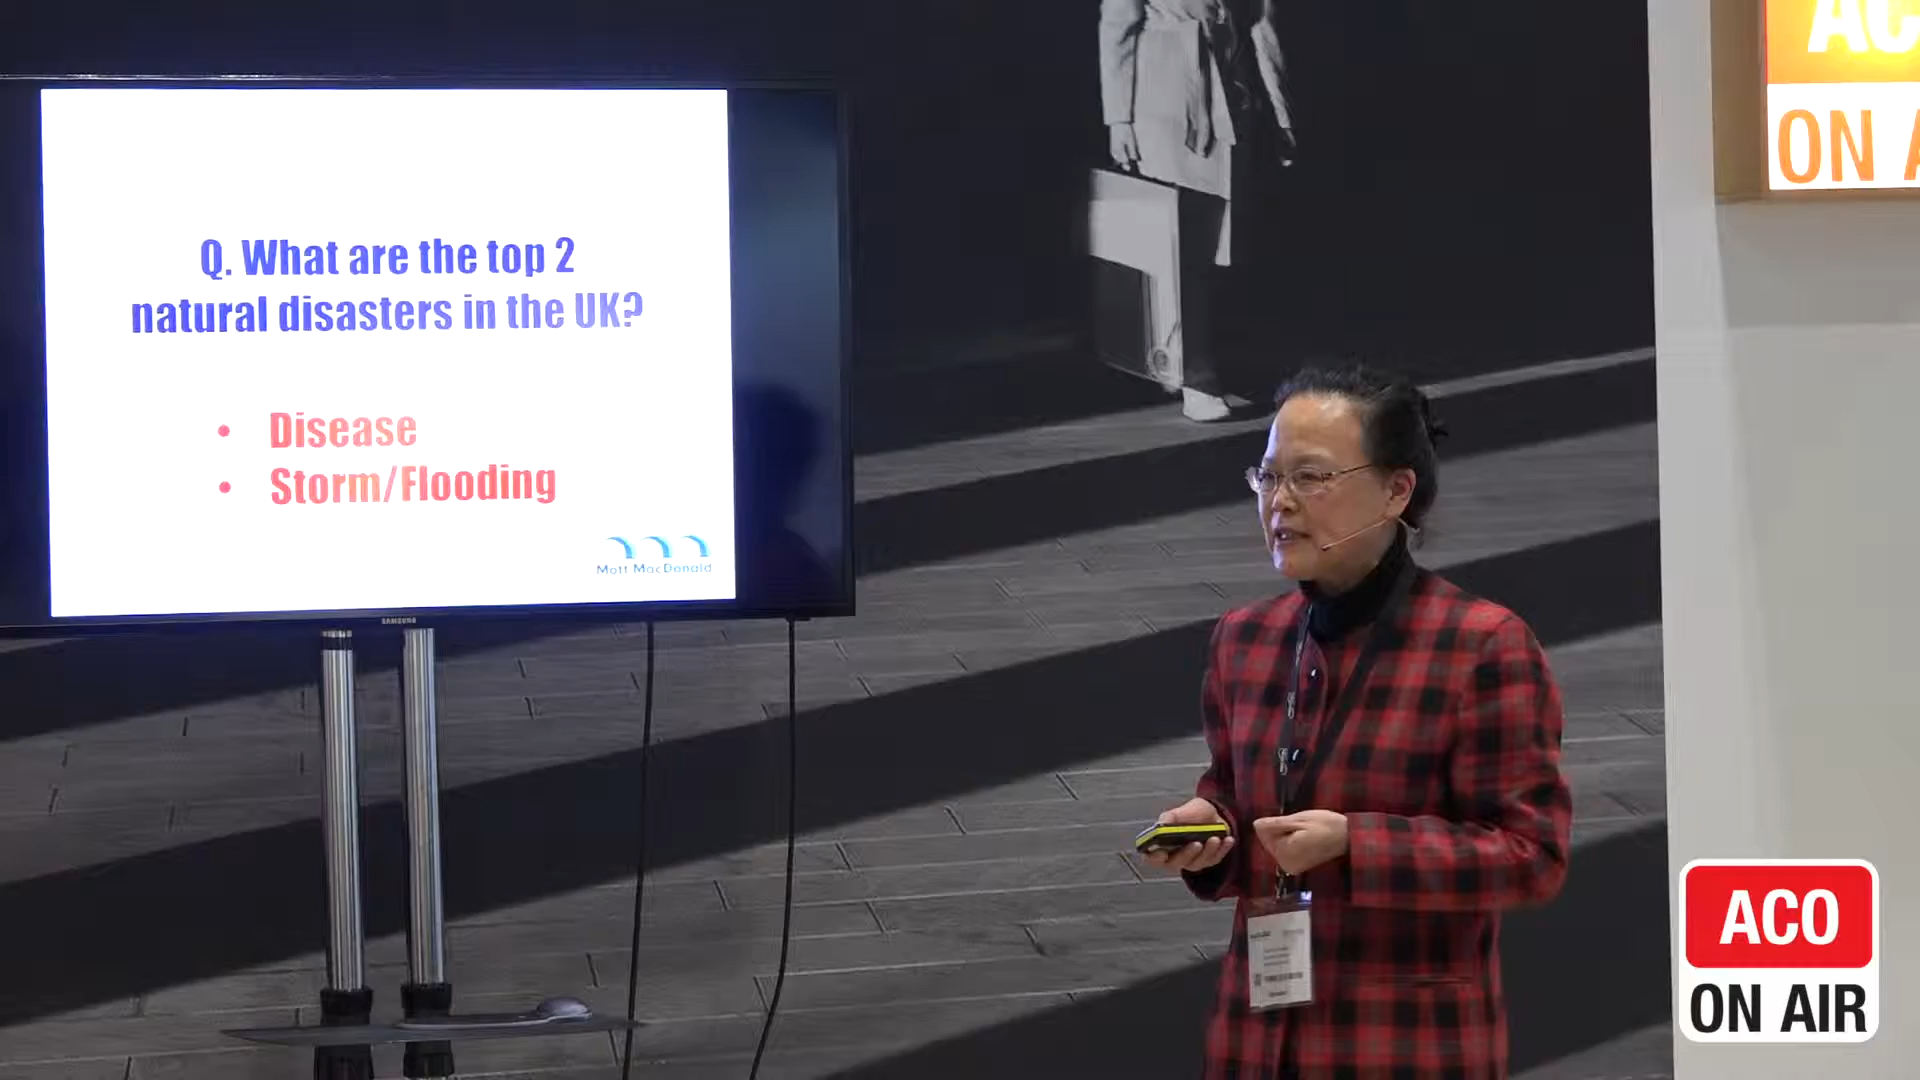 Q. What are the top 2
natural disasters in the UK?
• Disease
• Storm/Flooding
Mott MacDonald
SAMSUNG
ON
ACO
ON AIR